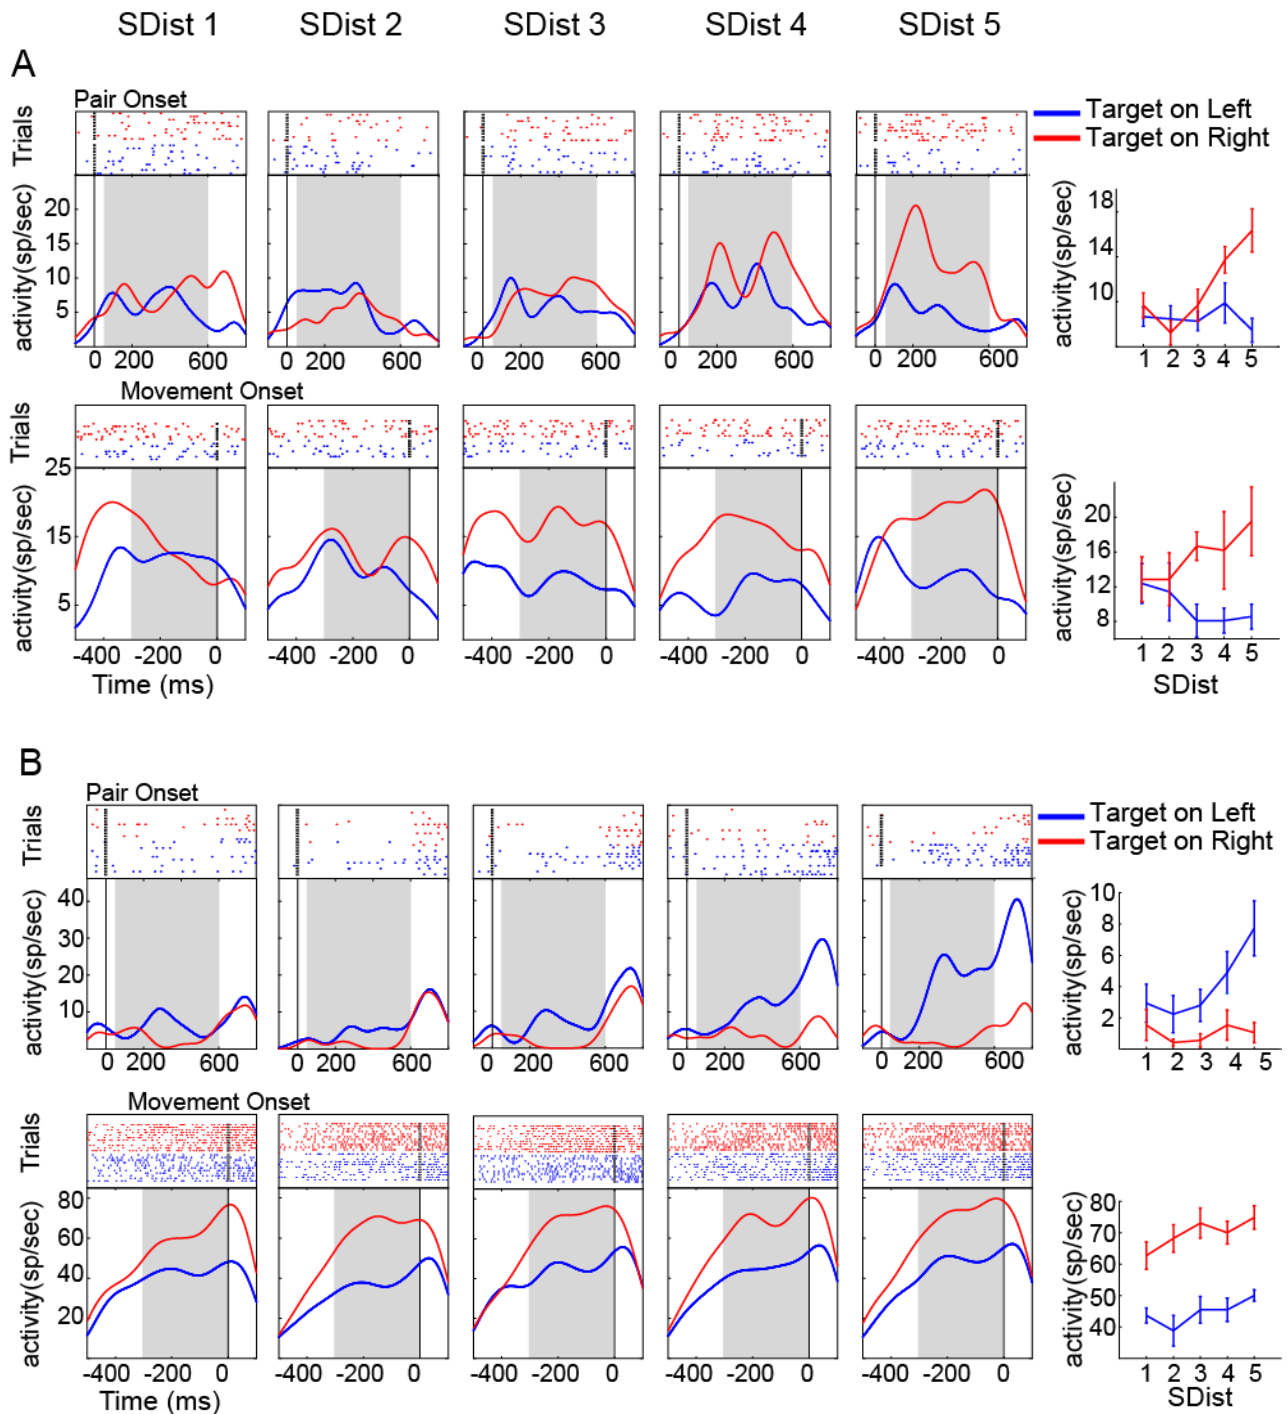 SDist 1 SDist 2 SDist 3 SDist 4 SDist 5
A
Pair Onset
Trials
Target on Left
Target on Right
activity(sp/sec)
20
10
5
0 200 600
0 200 600
0 200 600
0 200 600
0 200 600
activity(sp/sec)
18
14
10
1 2 3 4 5
Movement Onset
Trials
activity(sp/sec)
25
15
5
-400 -200 0
-400 -200 0
-400 -200 0
-400 -200 0
-400 -200 0
Time (ms)
activity(sp/sec)
20
16
12
8
1 2 3 4 5
SDist
B
Pair Onset
Trials
Target on Left
Target on Right
activity(sp/sec)
40
30
20
10
0 200 600
0 200 600
0 200 600
0 200 600
0 200 600
activity(sp/sec)
10
8
6
4
2
1 2 3 4 5
Movement Onset
Trials
activity(sp/sec)
80
60
40
20
-400 -200 0
-400 -200 0
-400 -200 0
-400 -200 0
-400 -200 0
Time (ms)
activity(sp/sec)
80
70
60
50
40
1 2 3 4 5
SDist